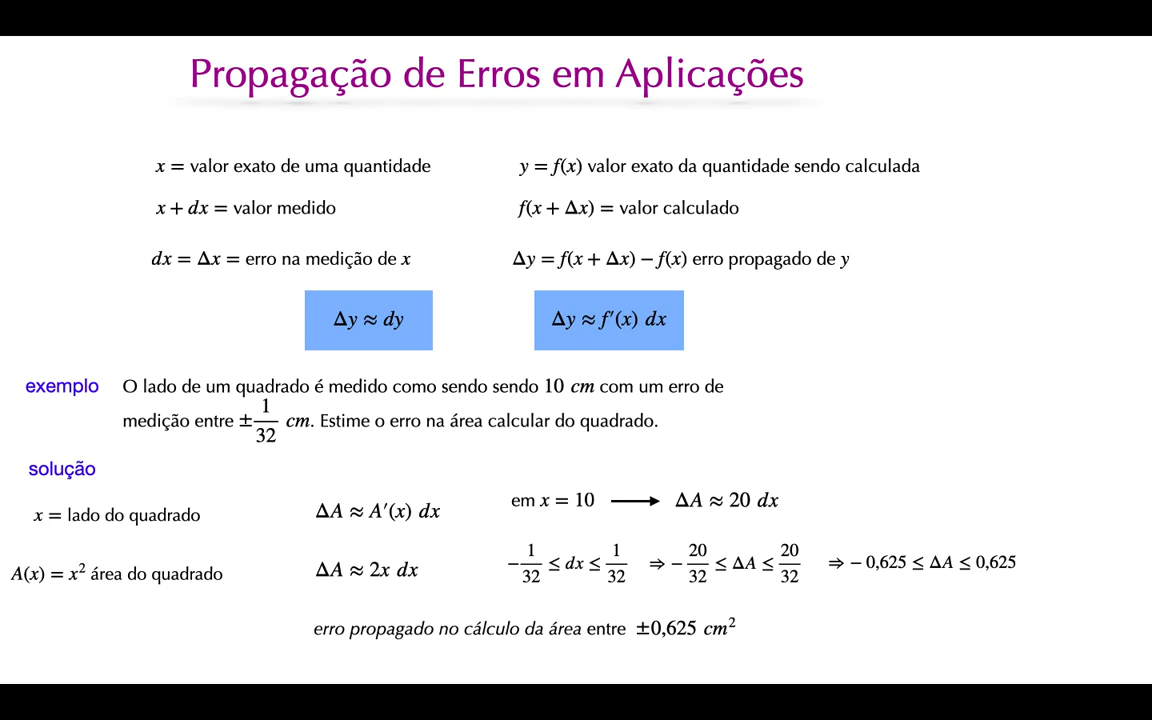 Propagação de Erros em Aplicações
x = valor exato de uma quantidade
y = f(x) valor exato da quantidade sendo calculada
x + dx = valor medido
f(x + Δx) = valor calculado
dx = Δx = erro na medição de x
Δy = f(x + Δx) − f(x) erro propagado de y
Δy ≈ dy
Δy ≈ f′(x) dx
exemplo O lado de um quadrado é medido como sendo sendo 10 cm com um erro de
medição entre ±1/32 cm. Estime o erro na área calcular do quadrado.
solução
x = lado do quadrado
ΔA ≈ A′(x) dx
em x = 10 ⟶ ΔA ≈ 20 dx
A(x) = x² área do quadrado
ΔA ≈ 2x dx
−1/32 ≤ dx ≤ 1/32 ⇒ −20/32 ≤ ΔA ≤ 20/32 ⇒ − 0,625 ≤ ΔA ≤ 0,625
erro propagado no cálculo da área entre ±0,625 cm²